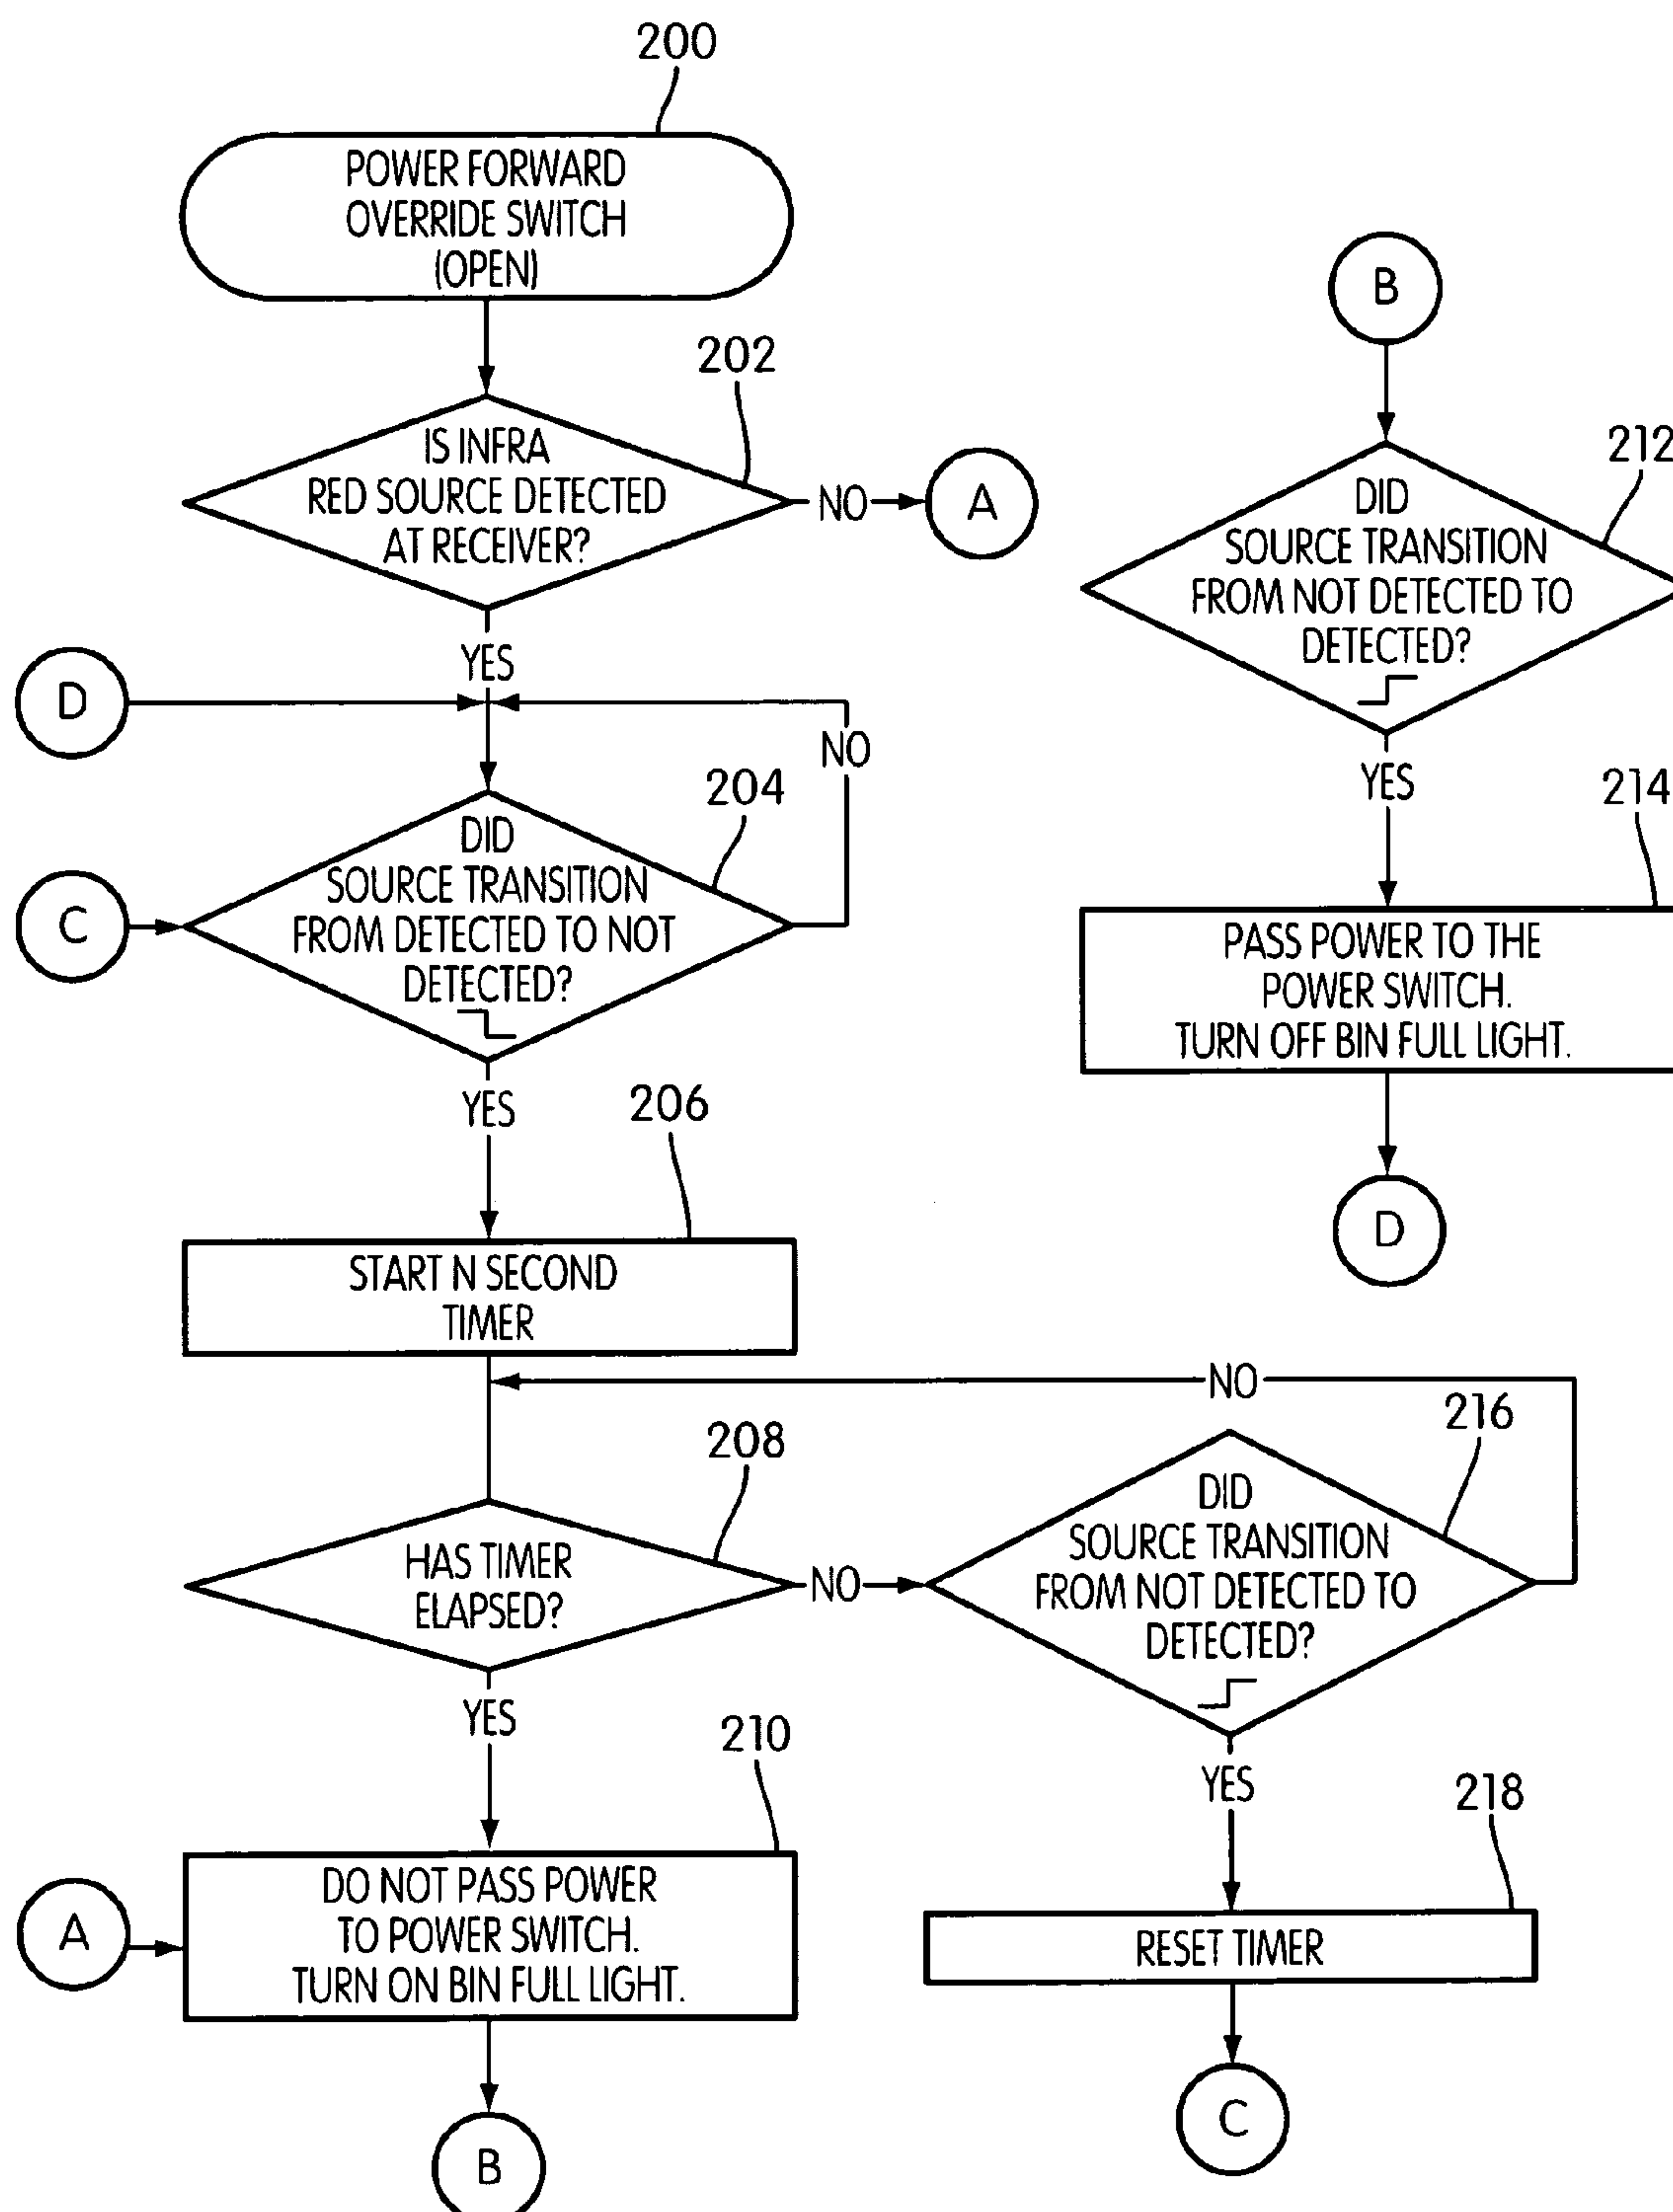 200
POWER FORWARD
OVERRIDE SWITCH
(OPEN)
202
IS INFRA
RED SOURCE DETECTED
AT RECEIVER?
NO
A
YES
D
NO
204
DID
SOURCE TRANSITION
FROM DETECTED TO NOT
DETECTED?
C
YES
206
START N SECOND
TIMER
208
HAS TIMER
ELAPSED?
NO
YES
210
A
DO NOT PASS POWER
TO POWER SWITCH.
TURN ON BIN FULL LIGHT.
B
B
212
DID
SOURCE TRANSITION
FROM NOT DETECTED TO
DETECTED?
YES
214
PASS POWER TO THE
POWER SWITCH.
TURN OFF BIN FULL LIGHT.
D
NO
216
DID
SOURCE TRANSITION
FROM NOT DETECTED TO
DETECTED?
YES
218
RESET TIMER
C